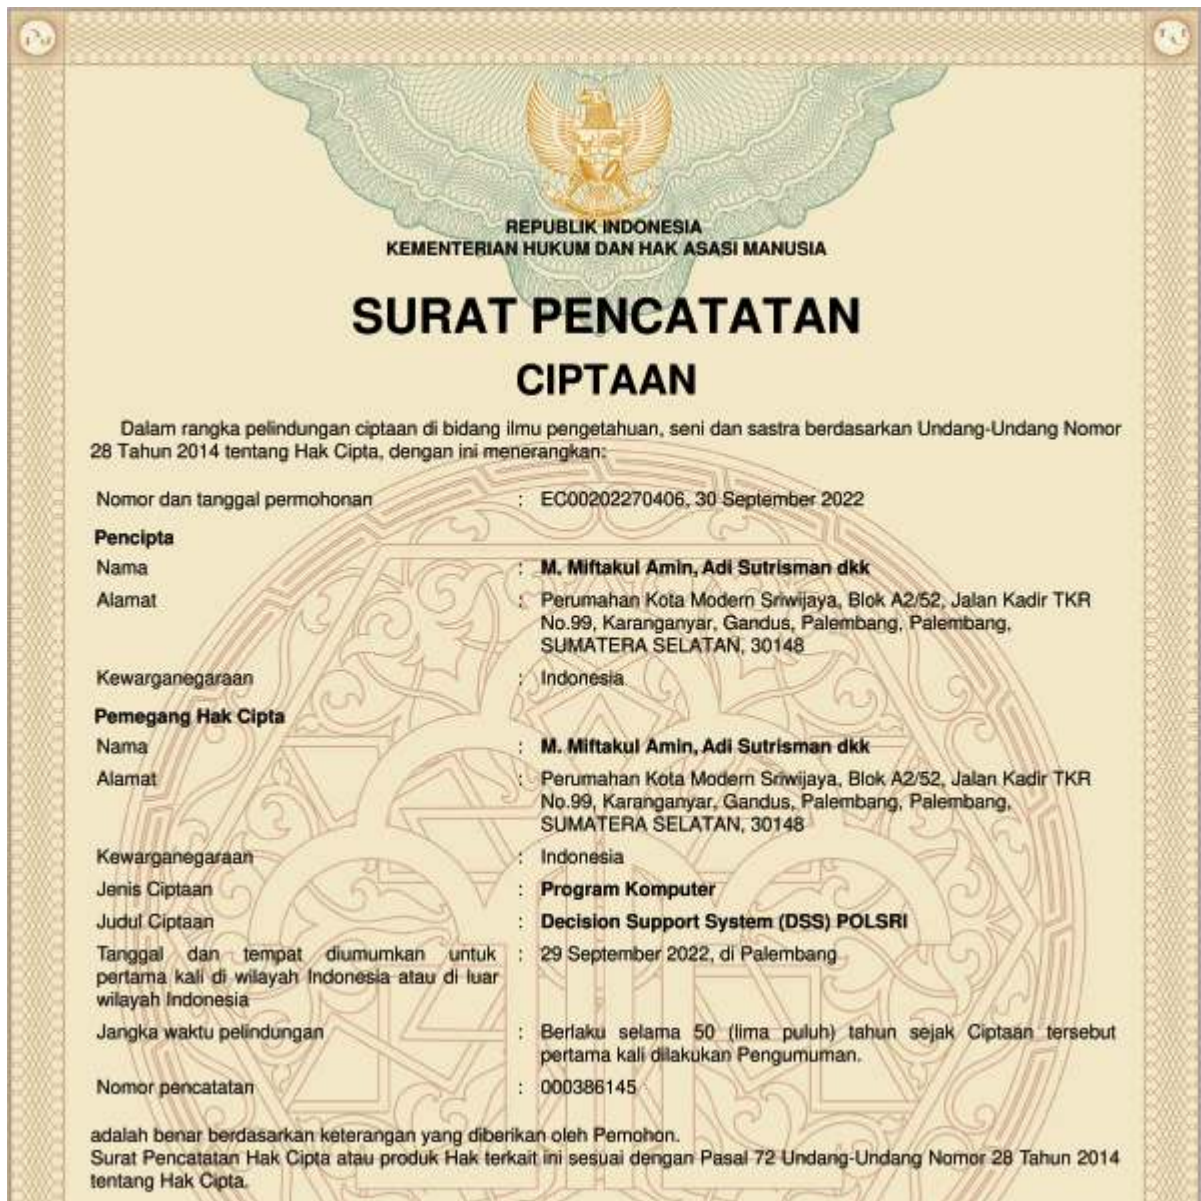 REPUBLIK INDONESIA
KEMENTERIAN HUKUM DAN HAK ASASI MANUSIA
SURAT PENCATATAN
CIPTAAN
Dalam rangka pelindungan ciptaan di bidang ilmu pengetahuan, seni dan sastra berdasarkan Undang-Undang Nomor
28 Tahun 2014 tentang Hak Cipta, dengan ini menerangkan:
Nomor dan tanggal permohonan : EC00202270406, 30 September 2022
Pencipta
Nama : M. Miftakul Amin, Adi Sutrisman dkk
Alamat : Perumahan Kota Modern Sriwijaya, Blok A2/52, Jalan Kadir TKR
No.99, Karanganyar, Gandus, Palembang, Palembang,
SUMATERA SELATAN, 30148
Kewarganegaraan : Indonesia
Pemegang Hak Cipta
Nama : M. Miftakul Amin, Adi Sutrisman dkk
Alamat : Perumahan Kota Modern Sriwijaya, Blok A2/52, Jalan Kadir TKR
No.99, Karanganyar, Gandus, Palembang, Palembang,
SUMATERA SELATAN, 30148
Kewarganegaraan : Indonesia
Jenis Ciptaan : Program Komputer
Judul Ciptaan : Decision Support System (DSS) POLSRI
Tanggal dan tempat diumumkan untuk : 29 September 2022, di Palembang
pertama kali di wilayah Indonesia atau di luar
wilayah Indonesia
Jangka waktu pelindungan : Berlaku selama 50 (lima puluh) tahun sejak Ciptaan tersebut
pertama kali dilakukan Pengumuman.
Nomor pencatatan : 000386145
adalah benar berdasarkan keterangan yang diberikan oleh Pemohon.
Surat Pencatatan Hak Cipta atau produk Hak terkait ini sesuai dengan Pasal 72 Undang-Undang Nomor 28 Tahun 2014
tentang Hak Cipta.